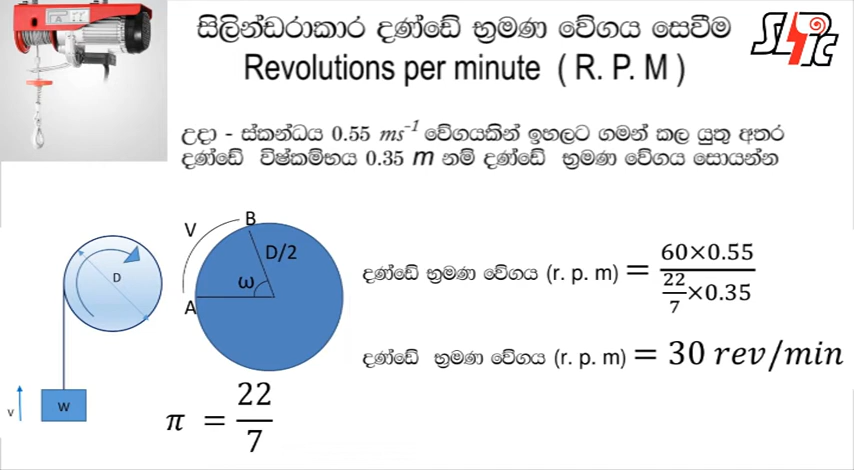 සිලින්ඩරාකාර දණ්ඩේ භ්‍රමණ වේගය සෙවීම
Revolutions per minute ( R. P. M )
SLPTC
උදා - ස්කන්ධය 0.55 ms⁻¹ වේගයකින් ඉහලට ගමන් කල යුතු අතර
දණ්ඩේ විෂ්කම්භය 0.35 m නම් දණ්ඩේ භ්‍රමණ වේගය සොයන්න
V
B
D/2
D
ω
A
දණ්ඩේ භ්‍රමණ වේගය (r. p. m) = 60×0.55 / 22/7 ×0.35
දණ්ඩේ භ්‍රමණ වේගය (r. p. m) = 30 rev/min
v
W
π = 22/7